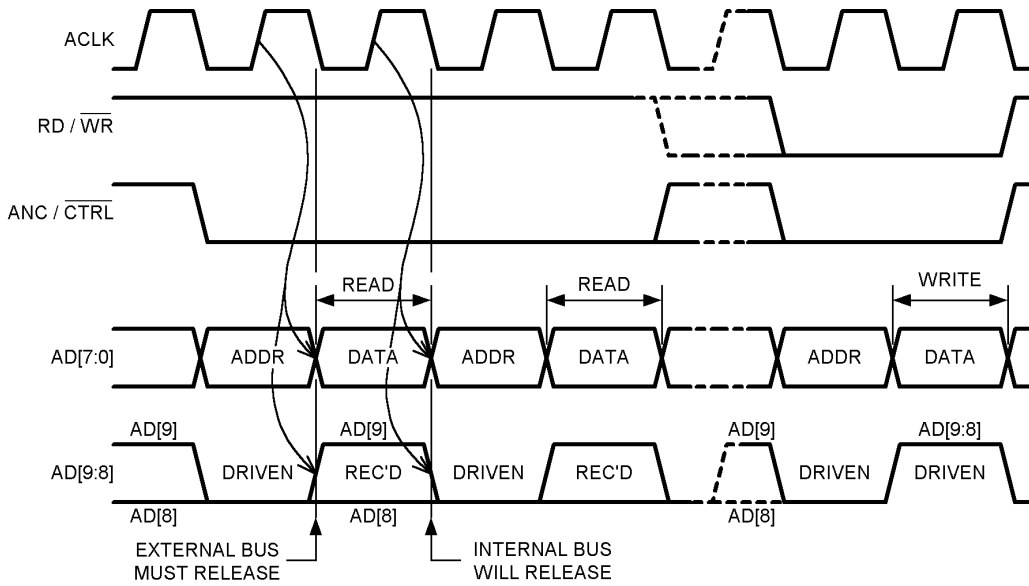 ACLK
RD / WR
ANC / CTRL
READ
READ
WRITE
AD[7:0]
ADDR
DATA
ADDR
DATA
ADDR
DATA
AD[9]
AD[9]
AD[9]
AD[9:8]
AD[9:8]
DRIVEN
REC'D
DRIVEN
REC'D
DRIVEN
DRIVEN
AD[8]
AD[8]
AD[8]
EXTERNAL BUS
MUST RELEASE
INTERNAL BUS
WILL RELEASE